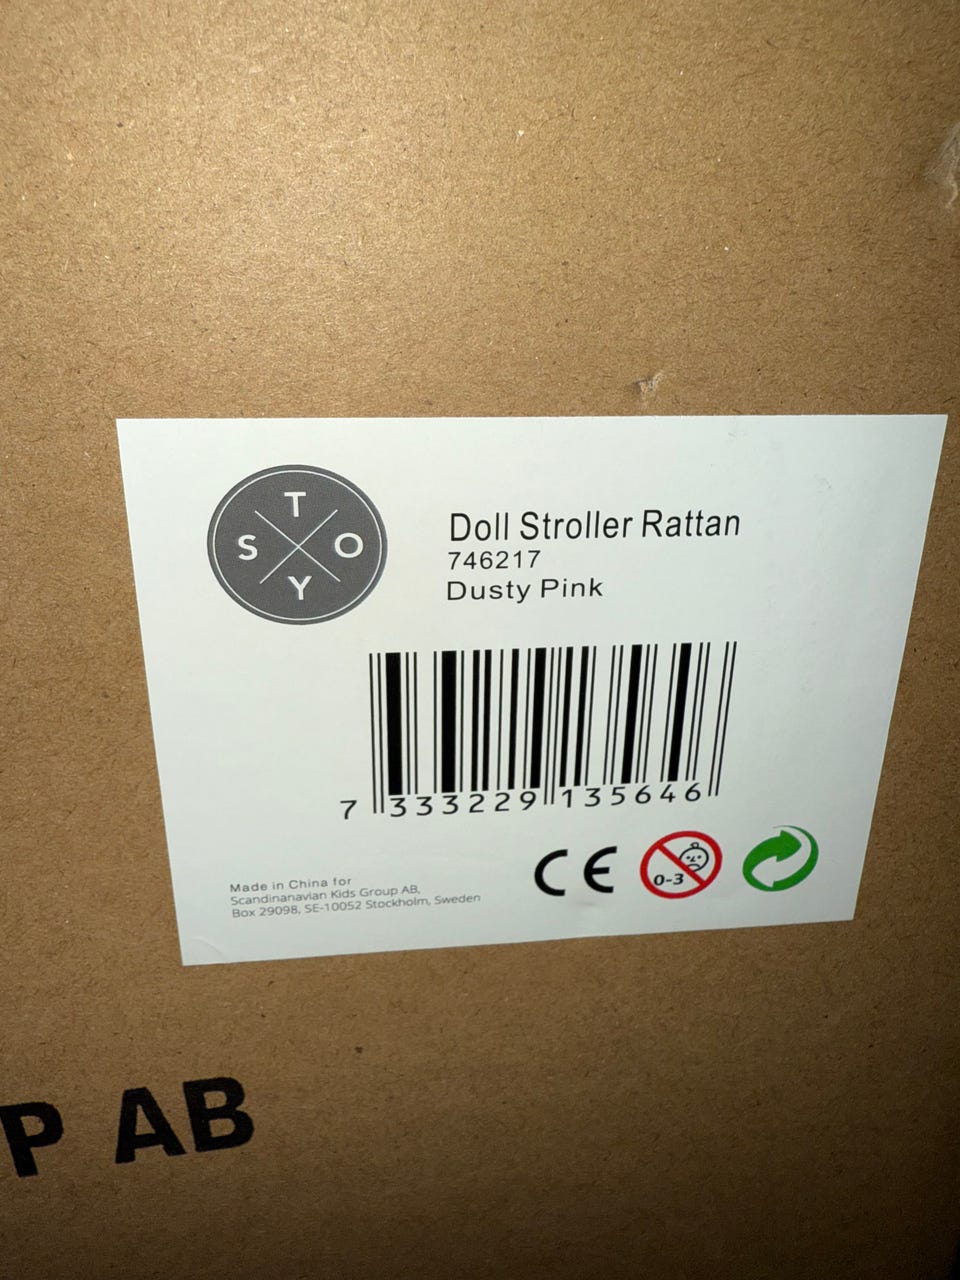 T
S O
Y
Doll Stroller Rattan
746217
Dusty Pink
7 333229 135646
CE
0-3
Made in China for
Scandinanavian Kids Group AB,
Box 29098, SE-10052 Stockholm, Sweden
P AB